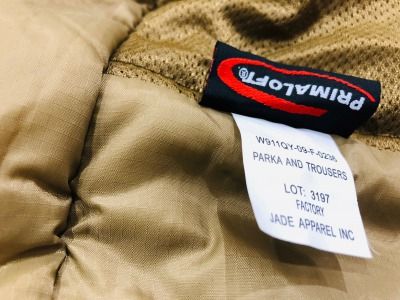 PRIMALOFT®
W911QY-09-F-0236
PARKA AND TROUSERS
LOT: 3197
FACTORY
JADE APPAREL INC